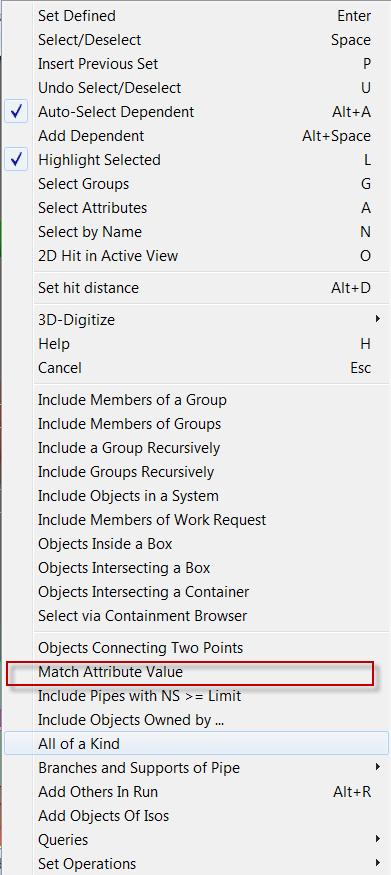 Set Defined Enter
Select/Deselect Space
Insert Previous Set P
Undo Select/Deselect U
Auto-Select Dependent Alt+A
Add Dependent Alt+Space
Highlight Selected L
Select Groups G
Select Attributes A
Select by Name N
2D Hit in Active View O
Set hit distance Alt+D
3D-Digitize
Help H
Cancel Esc
Include Members of a Group
Include Members of Groups
Include a Group Recursively
Include Groups Recursively
Include Objects in a System
Include Members of Work Request
Objects Inside a Box
Objects Intersecting a Box
Objects Intersecting a Container
Select via Containment Browser
Objects Connecting Two Points
Match Attribute Value
Include Pipes with NS >= Limit
Include Objects Owned by ...
All of a Kind
Branches and Supports of Pipe
Add Others In Run Alt+R
Add Objects Of Isos
Queries
Set Operations